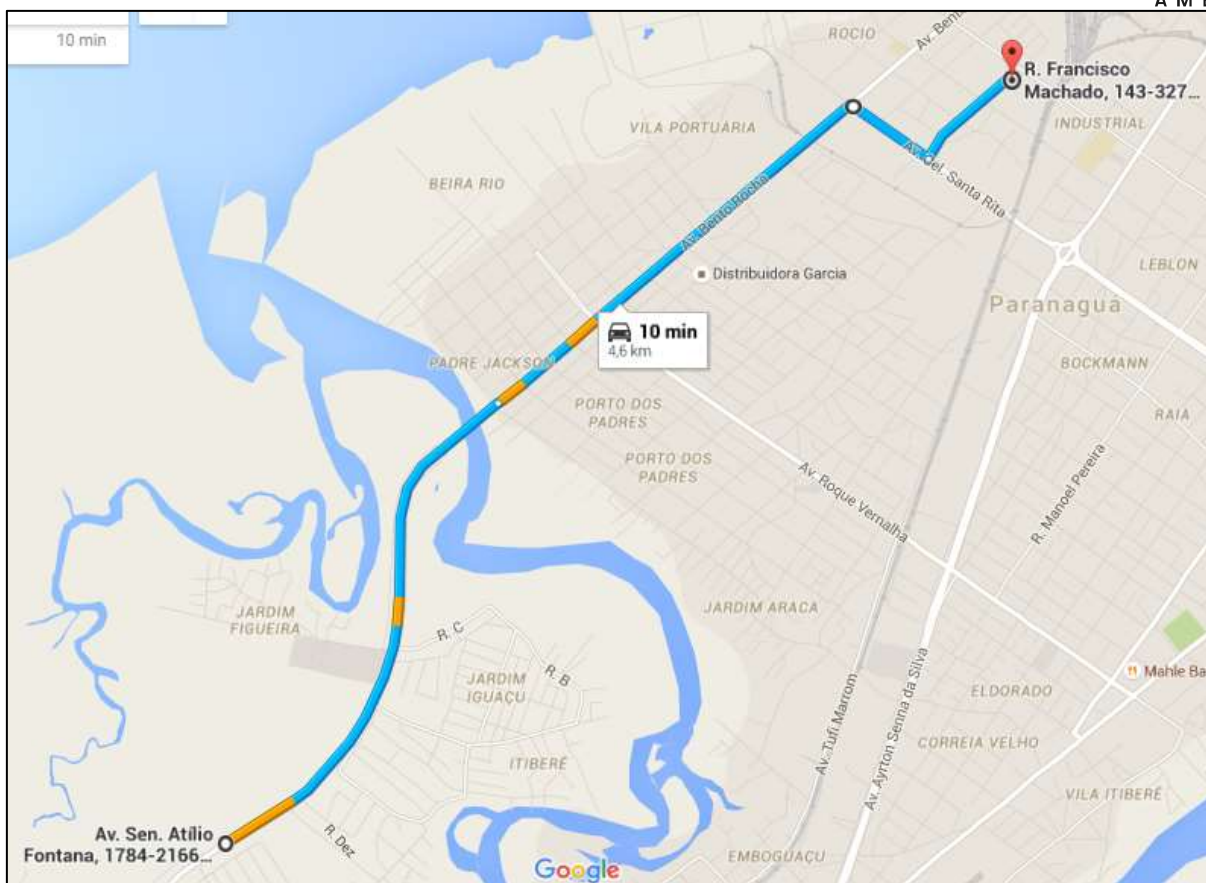 10 min
ROCIO
R. Francisco
Machado, 143-327...
INDUSTRIAL
VILA PORTUÁRIA
BEIRA RIO
Av. Bento Rocha
Av. Cel. Santa Rita
Distribuidora Garcia
LEBLON
Paranaguá
10 min
4,6 km
PADRE JACKSON
BOCKMANN
PORTO DOS
PADRES
RAIA
PORTO DOS
PADRES
Av. Roque Vernalha
R. Manoel Pereira
JARDIM
FIGUEIRA
R. C
R. B
JARDIM ARACA
JARDIM
IGUAÇU
Mahle Ba
ELDORADO
Av. Tufi Marrom
Av. Ayrton Senna da Silva
CORREIA VELHO
ITIBERÊ
VILA ITIBERÊ
Av. Sen. Atílio
Fontana, 1784-2166...
R. Dez
EMBOGUAÇU
Google